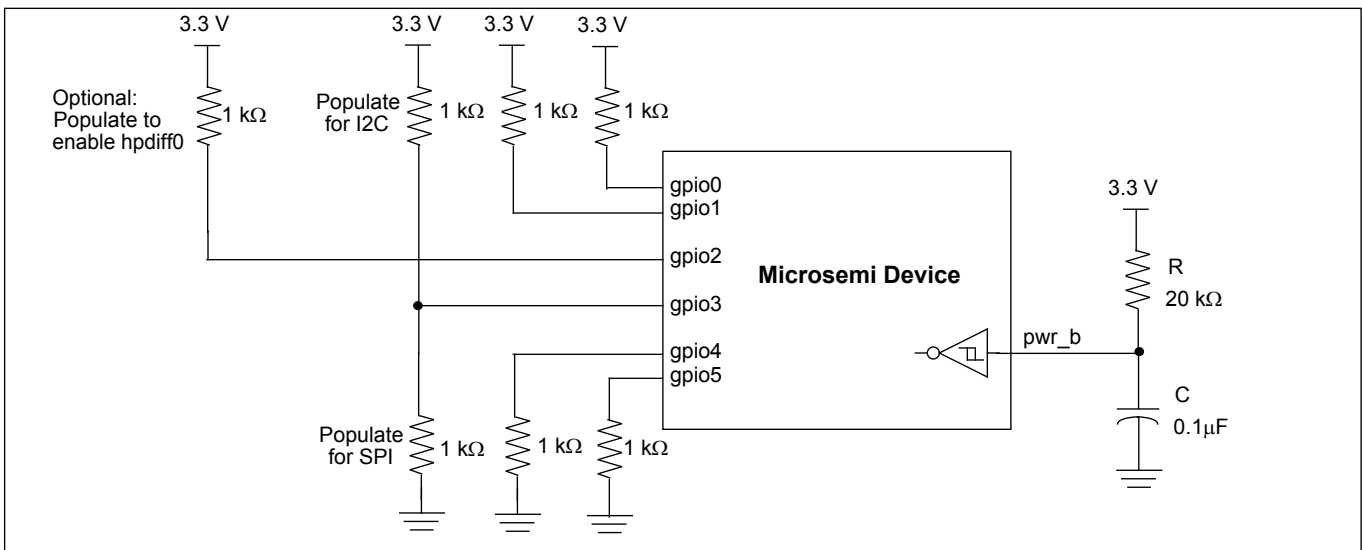 3.3 V 3.3 V 3.3 V 3.3 V
Optional:
Populate to
enable hpdiff0
1 kΩ
Populate
for I2C
1 kΩ
1 kΩ
1 kΩ
gpio0
gpio1
gpio2
gpio3
gpio4
gpio5
Microsemi Device
pwr_b
3.3 V
R
20 kΩ
C
0.1μF
Populate
for SPI
1 kΩ
1 kΩ
1 kΩ